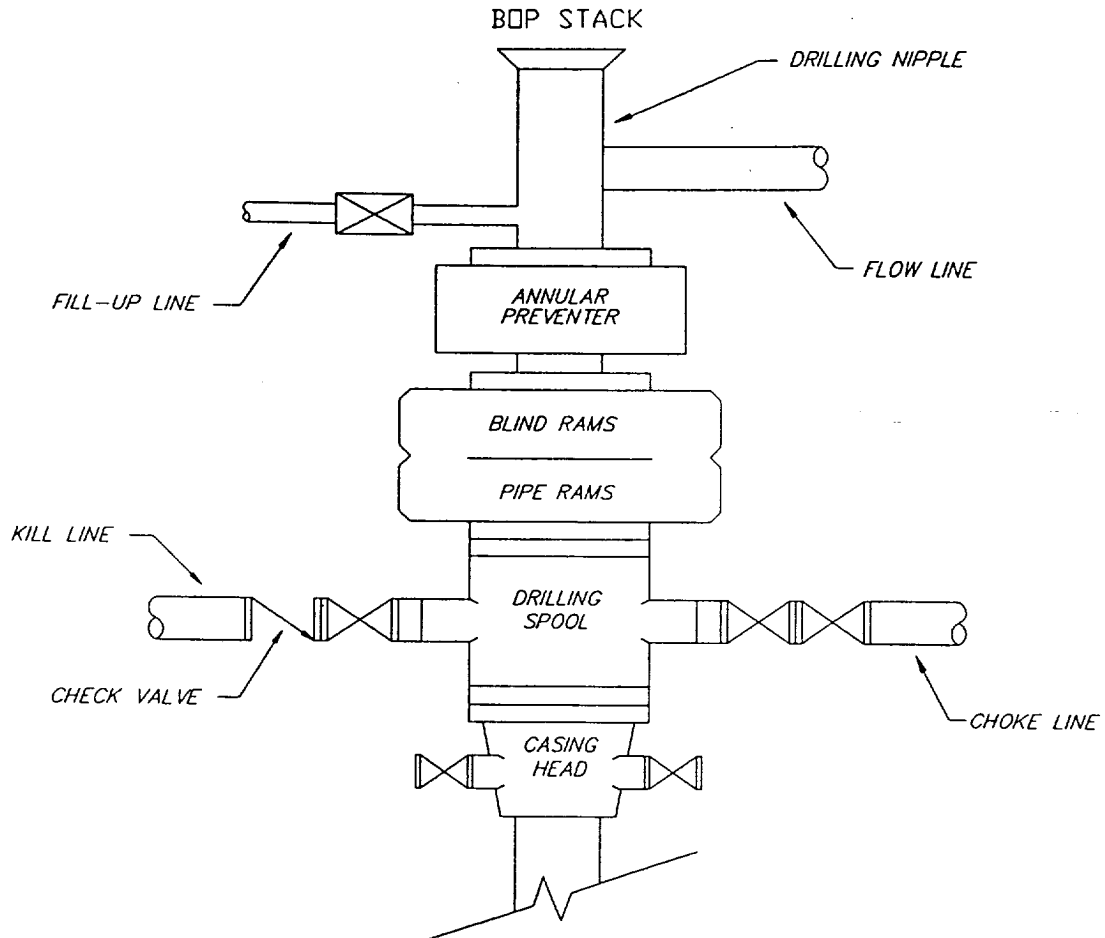 BOP STACK
DRILLING NIPPLE
FLOW LINE
FILL-UP LINE
ANNULAR
PREVENTER
BLIND RAMS
PIPE RAMS
KILL LINE
DRILLING
SPOOL
CHECK VALVE
CHOKE LINE
CASING
HEAD